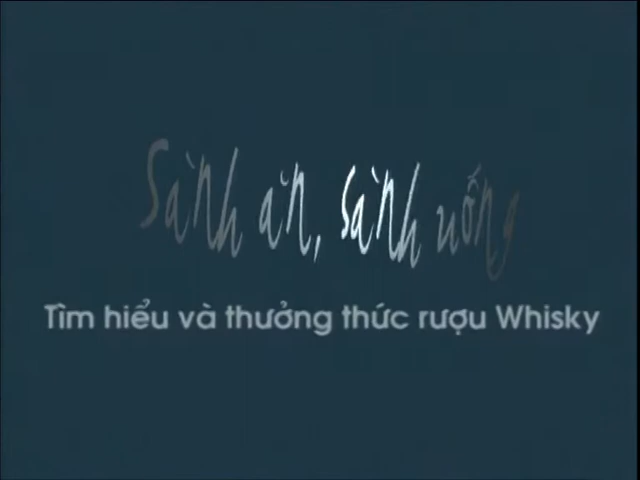 Sành ăn, sành uống
Tìm hiểu và thưởng thức rượu Whisky